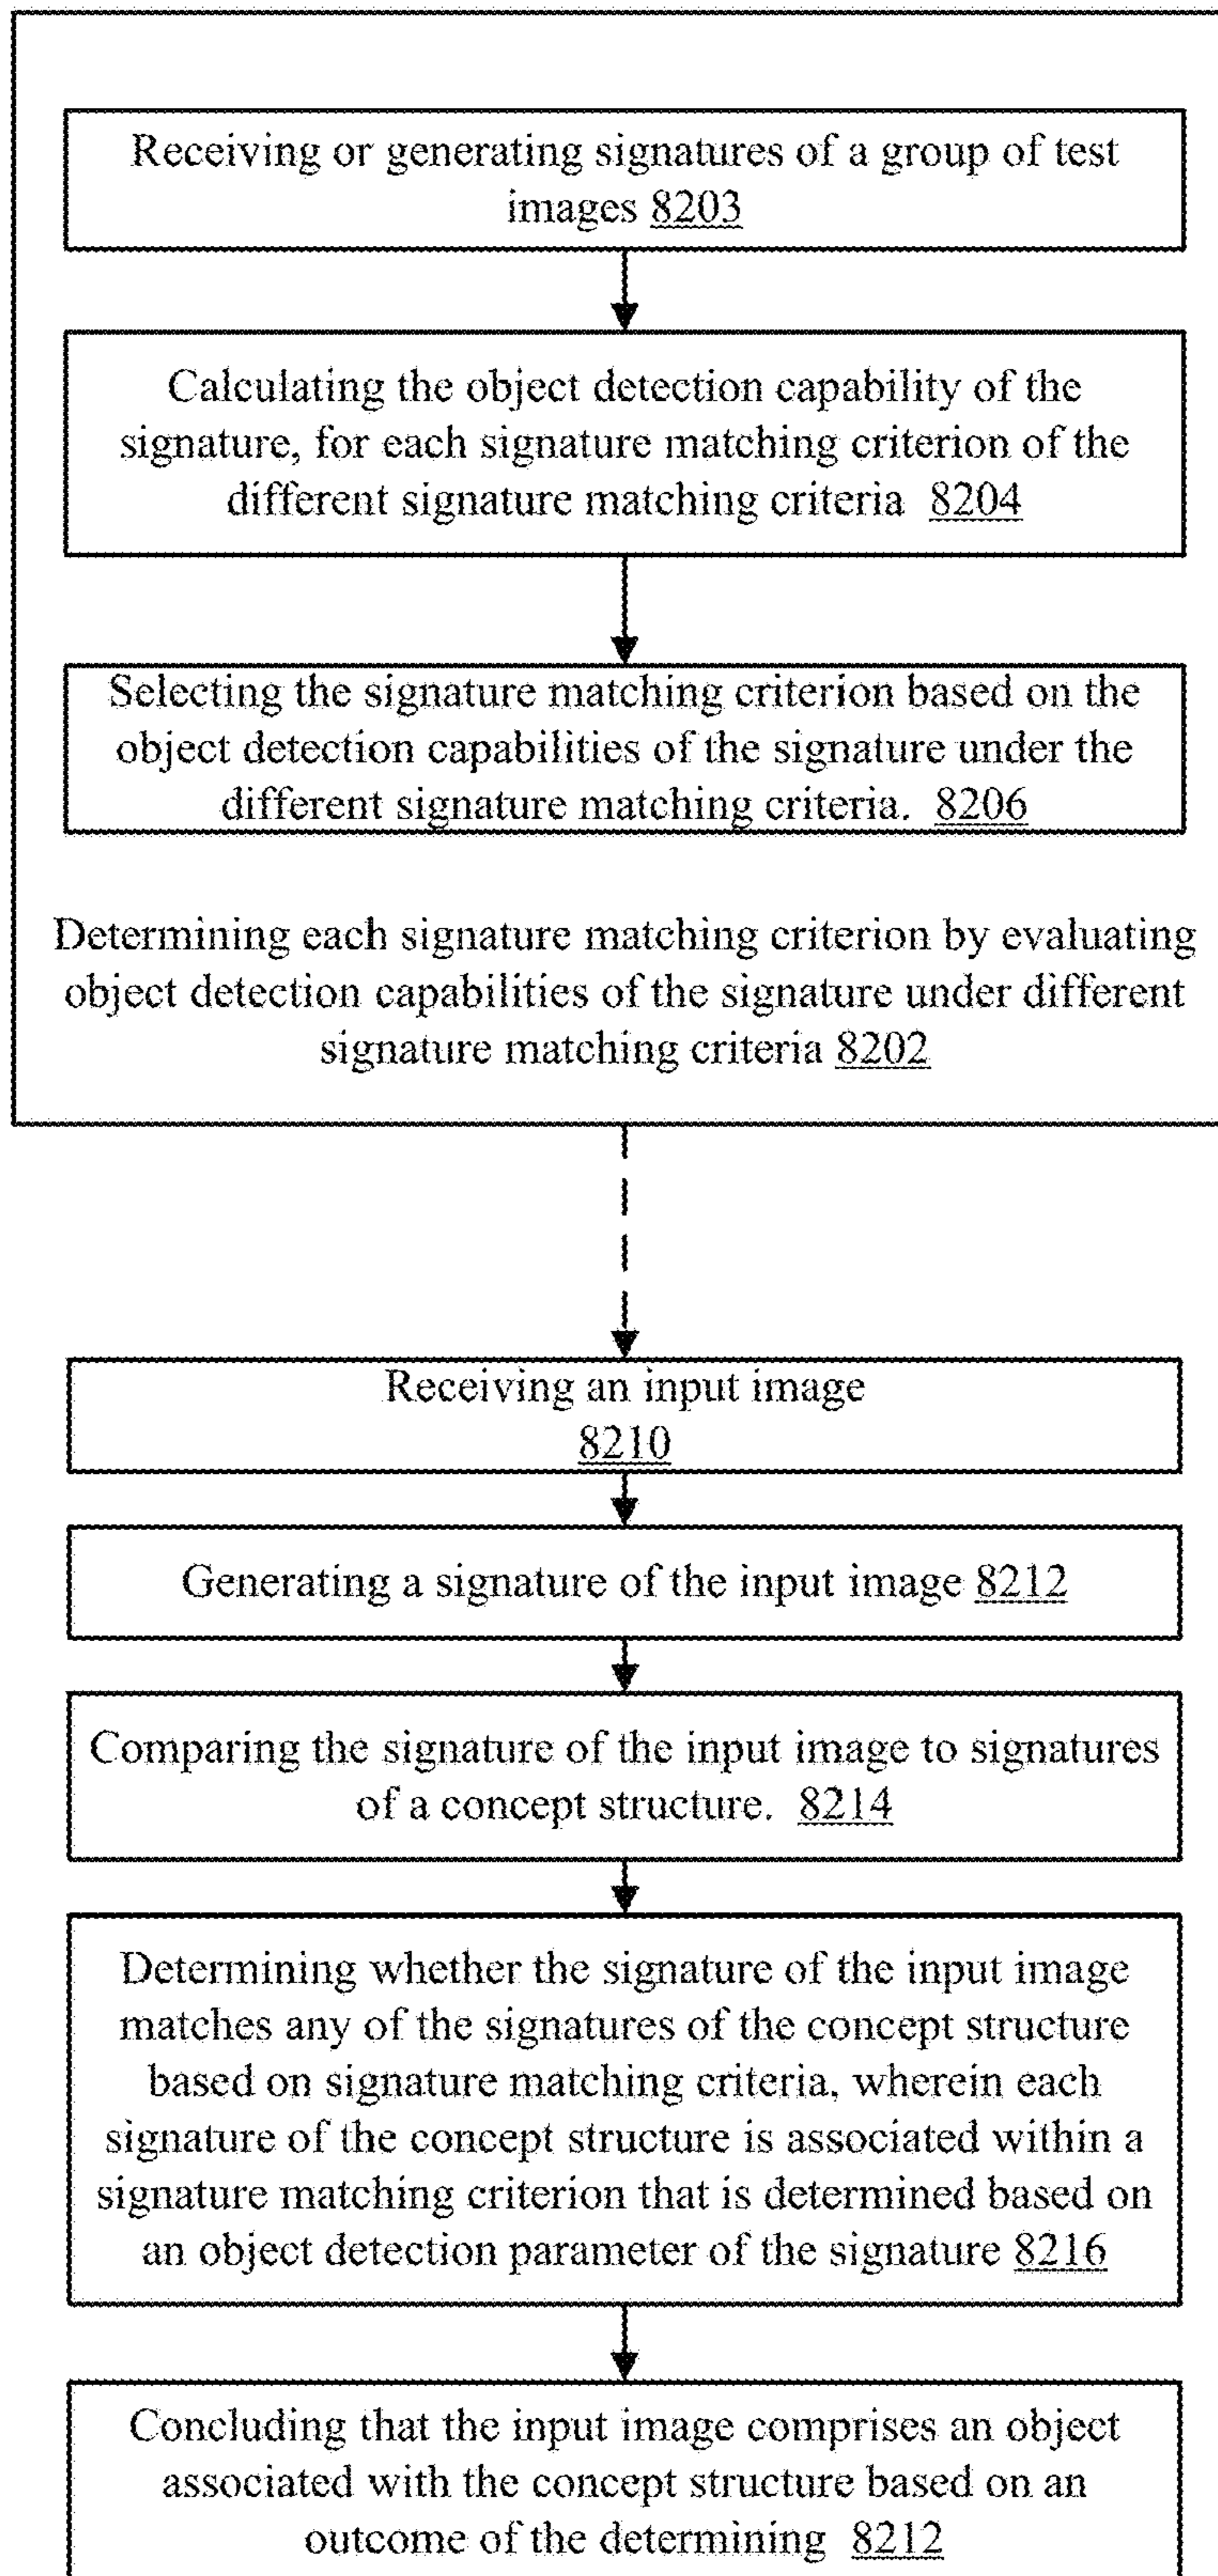 Receiving or generating signatures of a group of test
images 8203
Calculating the object detection capability of the
signature, for each signature matching criterion of the
different signature matching criteria 8204
Selecting the signature matching criterion based on the
object detection capabilities of the signature under the
different signature matching criteria. 8206
Determining each signature matching criterion by evaluating
object detection capabilities of the signature under different
signature matching criteria 8202
Receiving an input image
8210
Generating a signature of the input image 8212
Comparing the signature of the input image to signatures
of a concept structure. 8214
Determining whether the signature of the input image
matches any of the signatures of the concept structure
based on signature matching criteria, wherein each
signature of the concept structure is associated within a
signature matching criterion that is determined based on
an object detection parameter of the signature 8216
Concluding that the input image comprises an object
associated with the concept structure based on an
outcome of the determining 8212